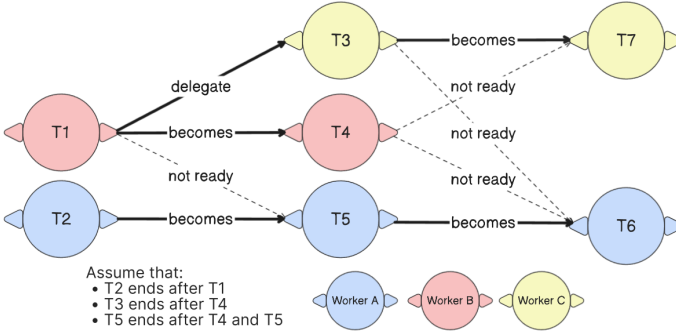 T3
becomes
T7
delegate
not ready
T1
becomes
T4
not ready
not ready
not ready
T2
becomes
T5
becomes
T6
Assume that:
• T2 ends after T1
• T3 ends after T4
• T5 ends after T4 and T5
Worker A
Worker B
Worker C